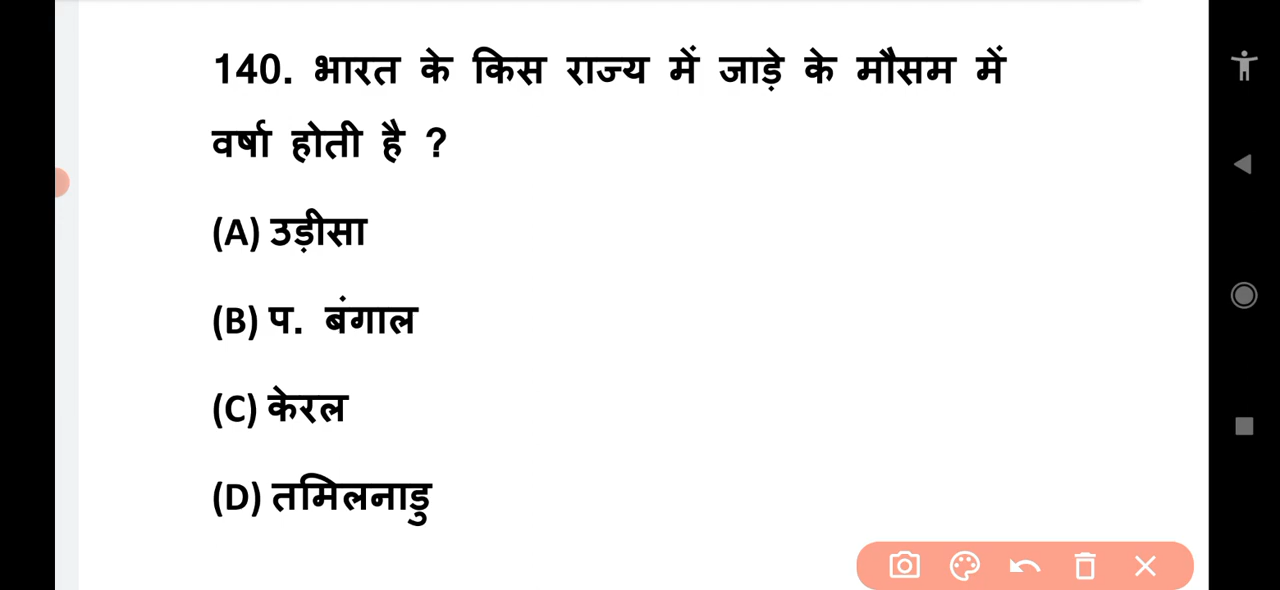 140. भारत के किस राज्य में जाड़े के मौसम में
वर्षा होती है ?
(A) उड़ीसा
(B) प. बंगाल
(C) केरल
(D) तमिलनाडु